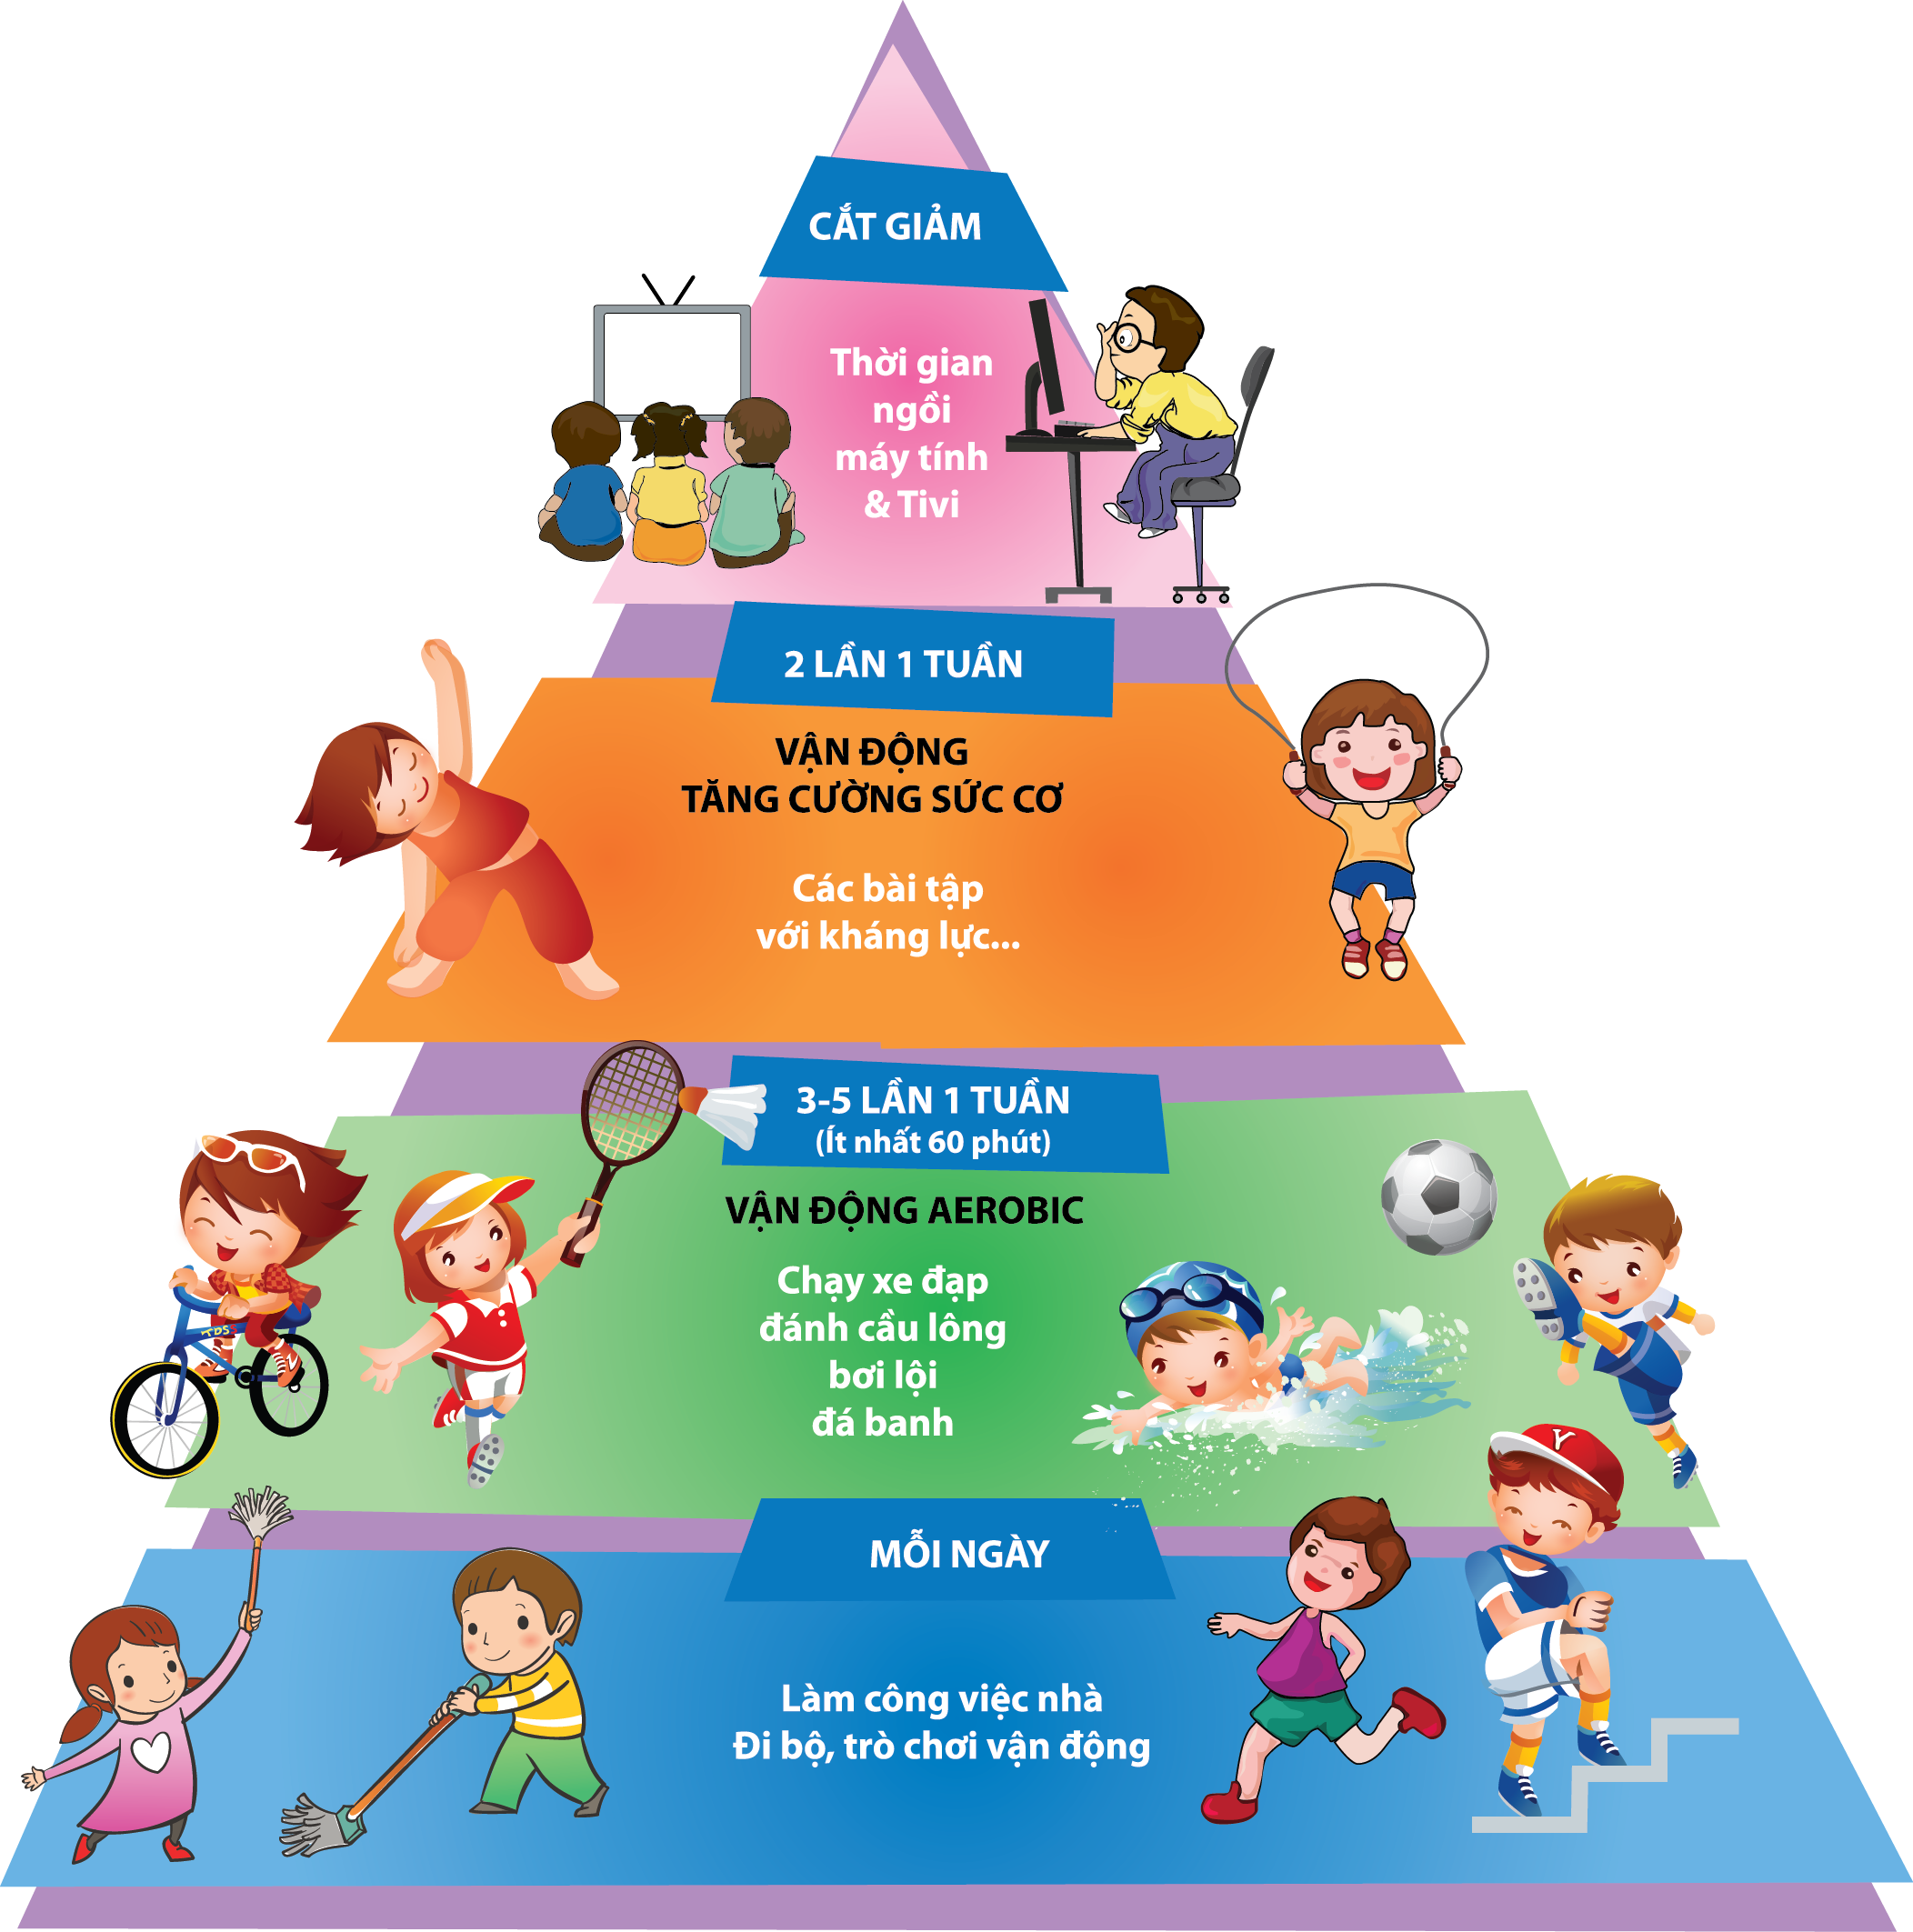 CẮT GIẢM
Thời gian
ngồi
máy tính
& Tivi
2 LẦN 1 TUẦN
VẬN ĐỘNG
TĂNG CƯỜNG SỨC CƠ
Các bài tập
với kháng lực...
3-5 LẦN 1 TUẦN
(Ít nhất 60 phút)
VẬN ĐỘNG AEROBIC
Chạy xe đạp
đánh cầu lông
bơi lội
đá banh
TDS
Y
MỖI NGÀY
Làm công việc nhà
Đi bộ, trò chơi vận động